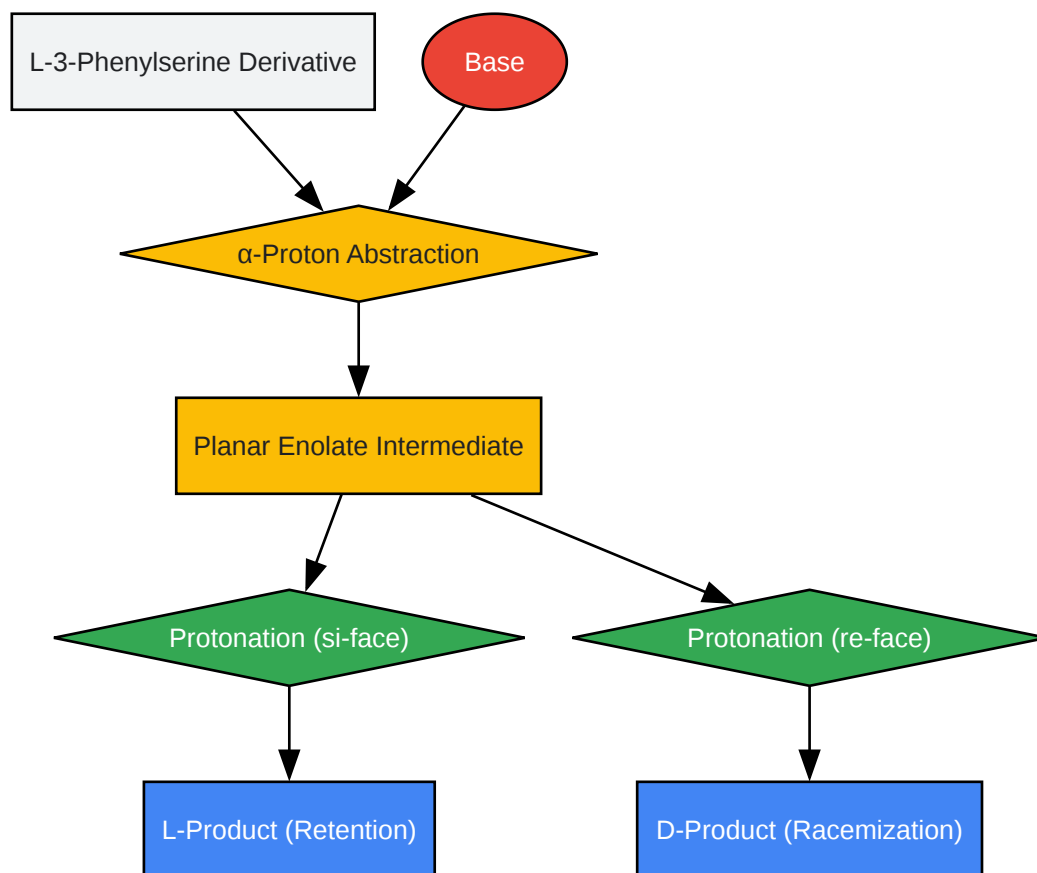 L-3-Phenylserine Derivative
Base
α-Proton Abstraction
Planar Enolate Intermediate
Protonation (si-face)
Protonation (re-face)
L-Product (Retention)
D-Product (Racemization)